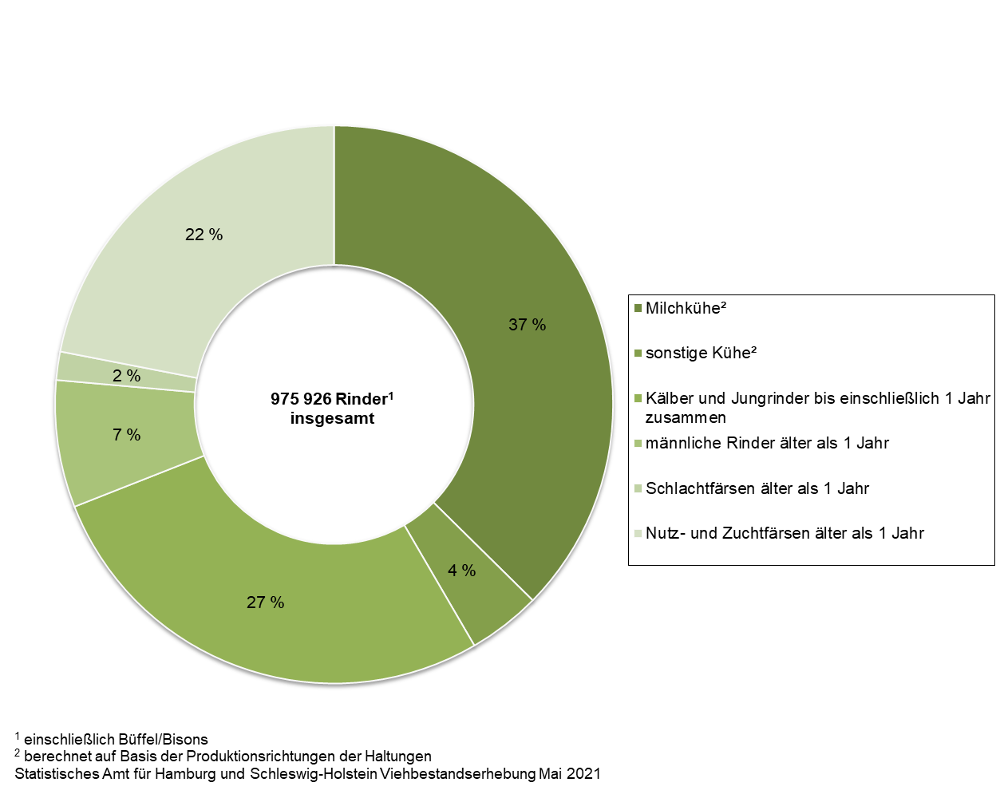 22 %
37 %
2 %
7 %
4 %
27 %
975 926 Rinder¹
insgesamt
Milchkühe²
sonstige Kühe²
Kälber und Jungrinder bis einschließlich 1 Jahr
zusammen
männliche Rinder älter als 1 Jahr
Schlachtfärsen älter als 1 Jahr
Nutz- und Zuchtfärsen älter als 1 Jahr
¹ einschließlich Büffel/Bisons
² berechnet auf Basis der Produktionsrichtungen der Haltungen
Statistisches Amt für Hamburg und Schleswig-Holstein Viehbestandserhebung Mai 2021